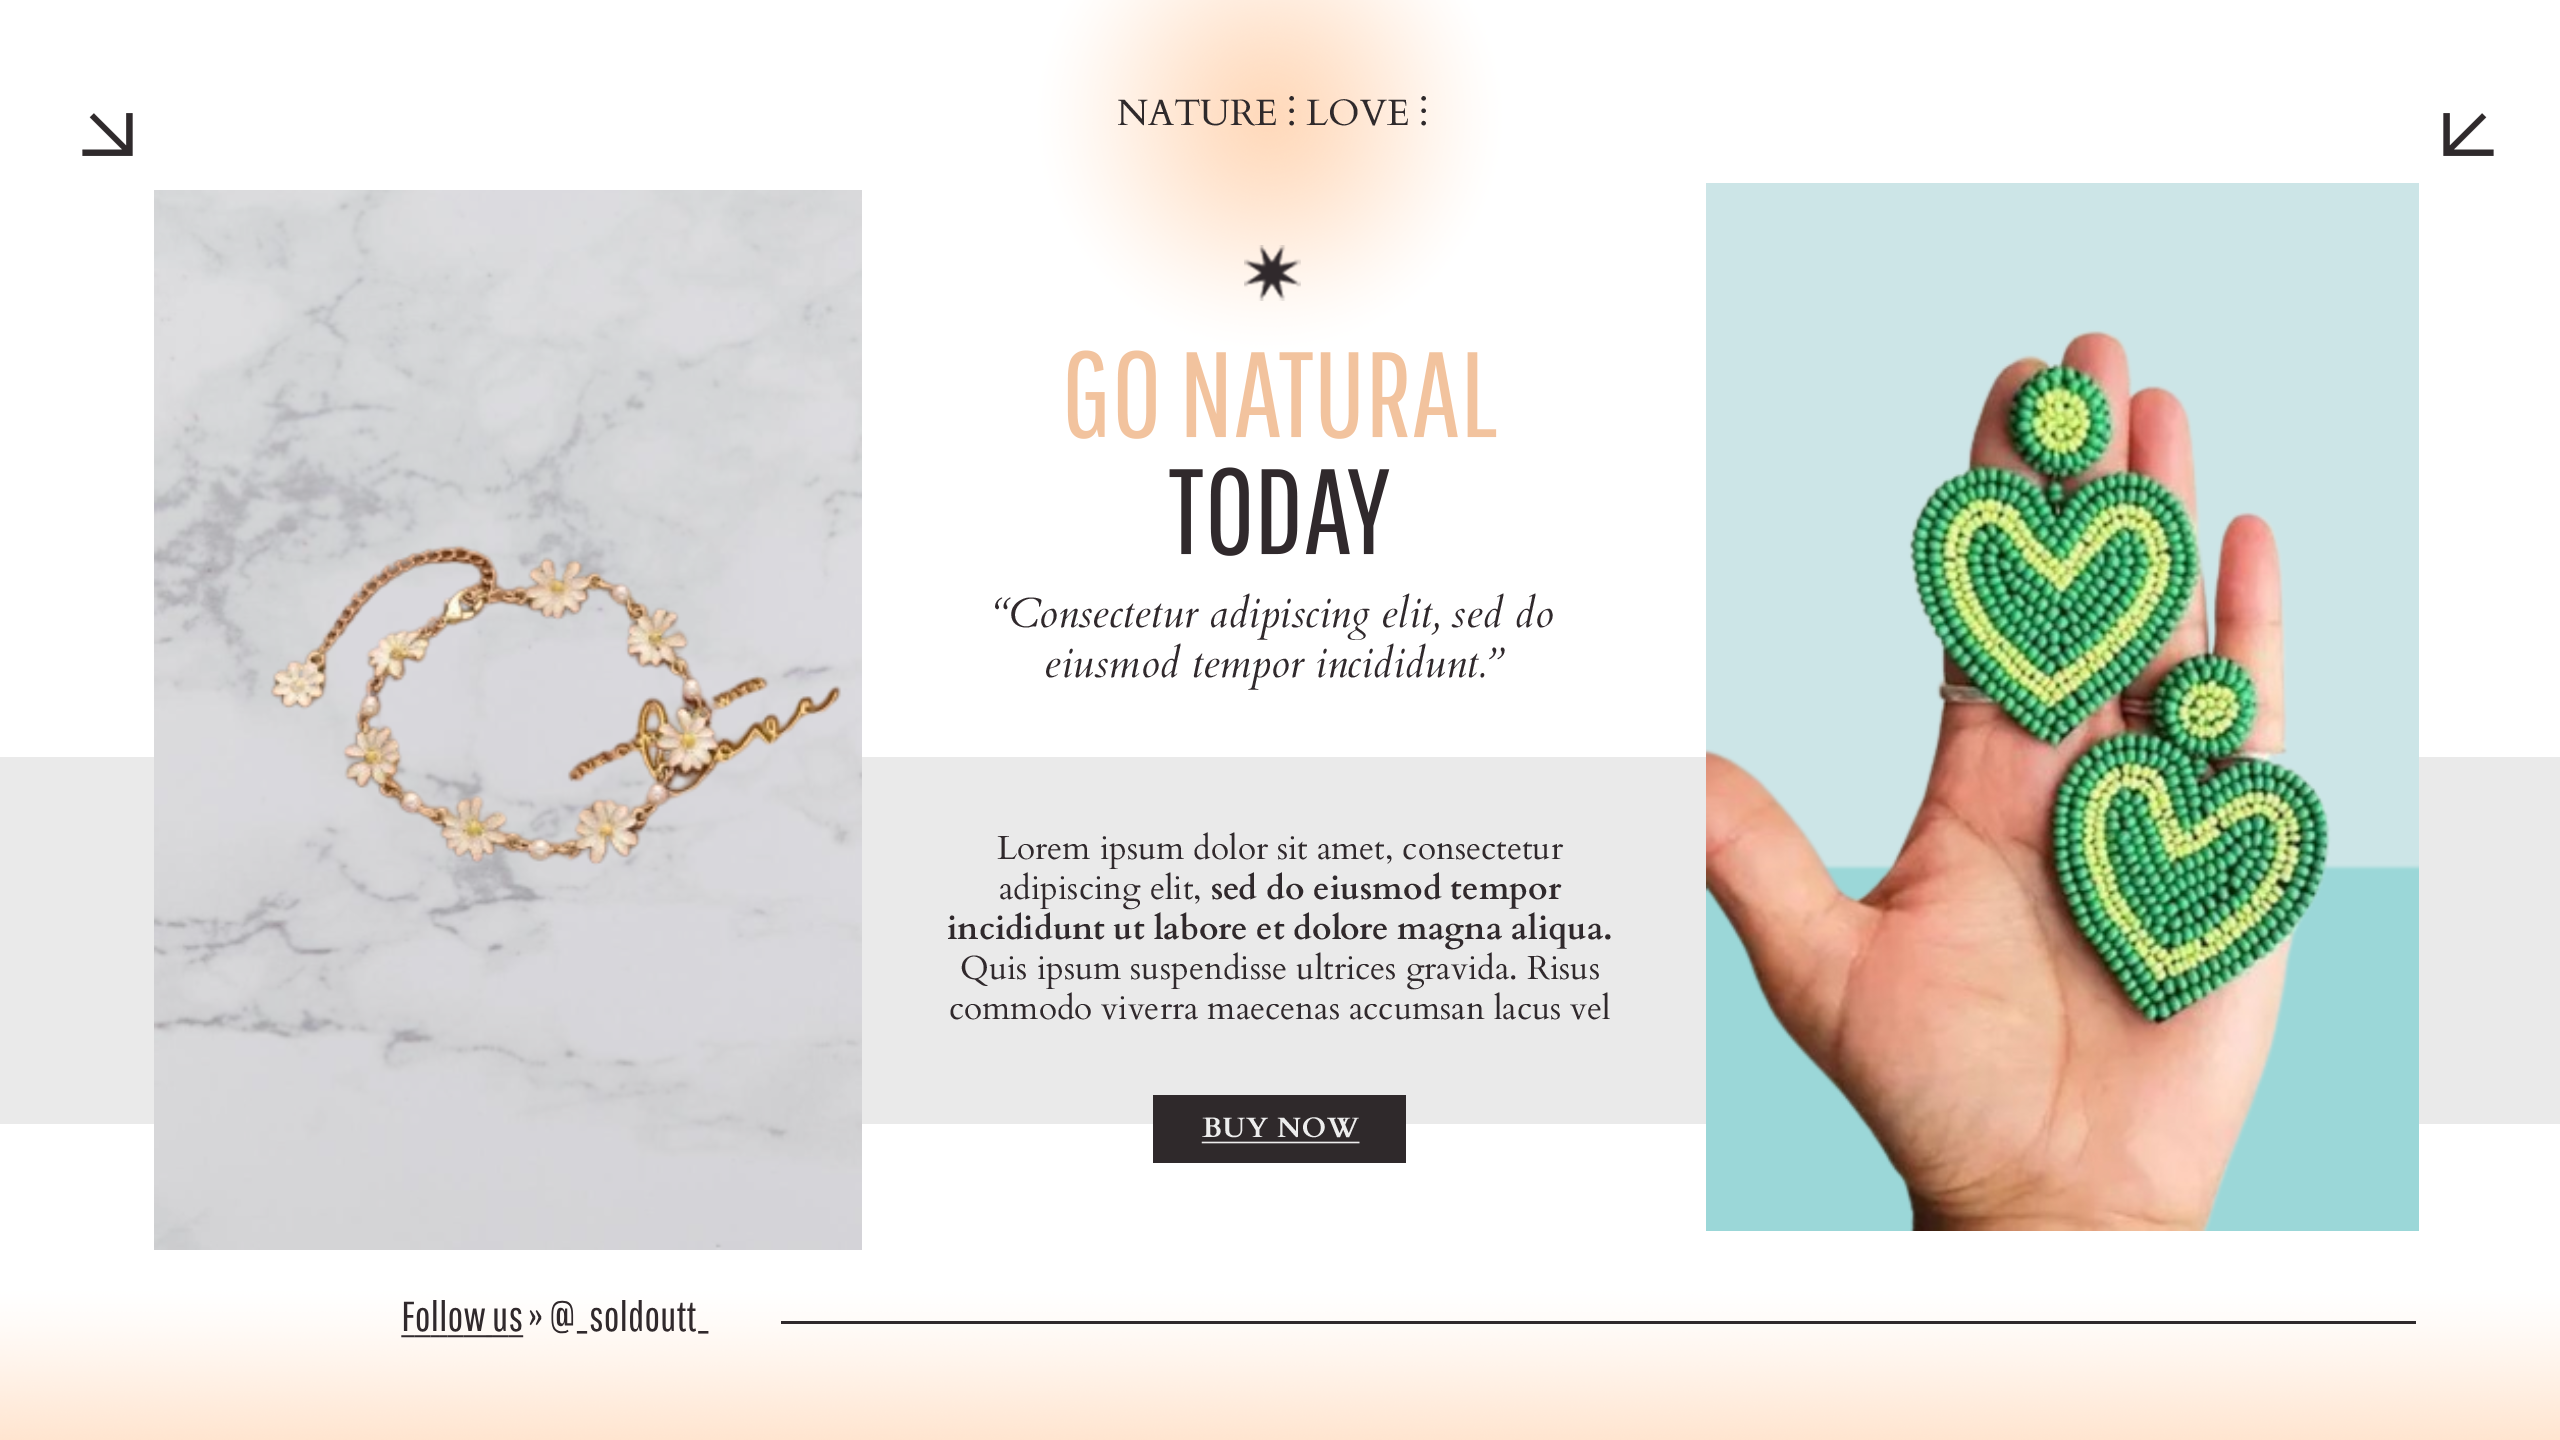 NATURE ⋮ LOVE ⋮
GO NATURAL
TODAY
“Consectetur adipiscing elit, sed do
eiusmod tempor incididunt.”
Lorem ipsum dolor sit amet, consectetur
adipiscing elit, sed do eiusmod tempor
incididunt ut labore et dolore magna aliqua.
Quis ipsum suspendisse ultrices gravida. Risus
commodo viverra maecenas accumsan lacus vel
BUY NOW
Follow us » @_soldoutt_